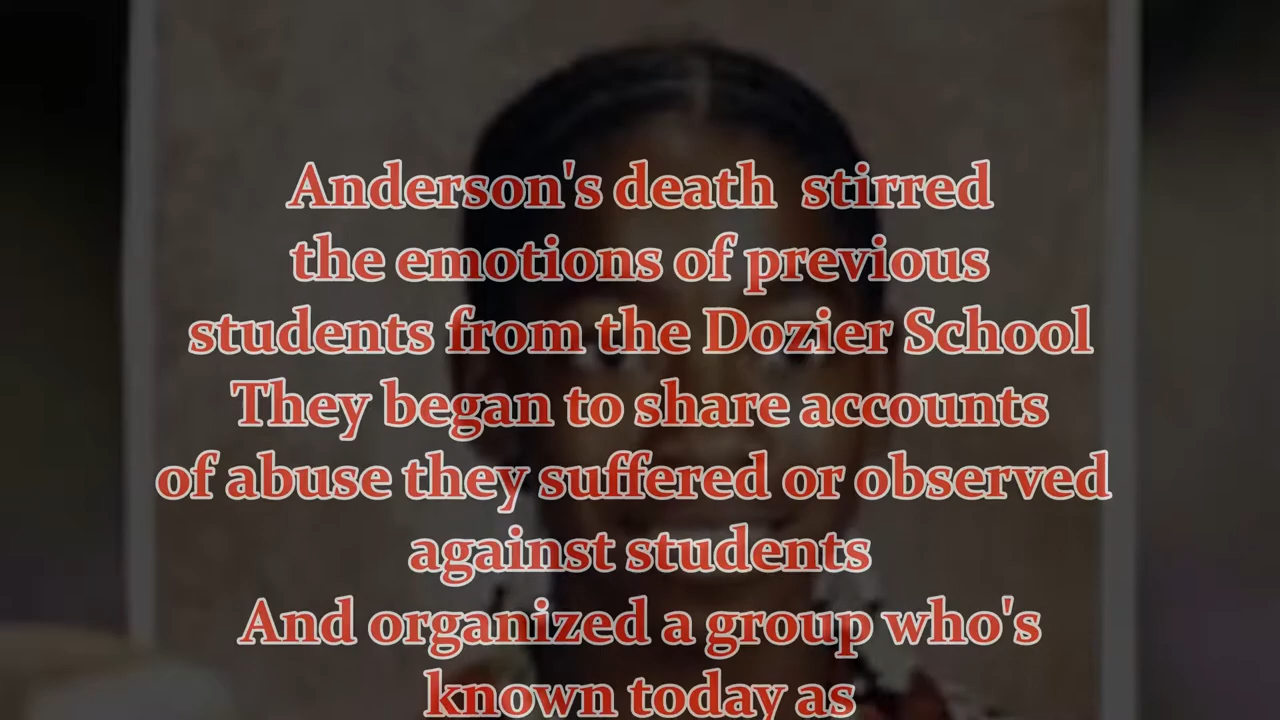 Anderson's death  stirred
the emotions of previous
students from the Dozier School
They began to share accounts
of abuse they suffered or observed
against students
And organized a group who's
known today as